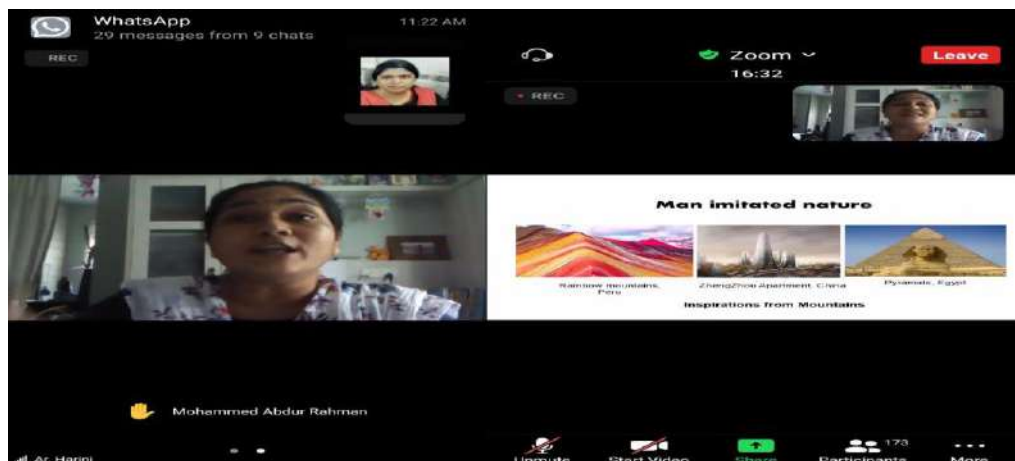 WhatsApp 11:22 AM
29 messages from 9 chats
REC
Mohammed Abdur Rahman
Ar. Harini
Zoom
Leave
16:32
REC
Man imitated nature
Rainbow mountains,
Peru
ZhengZhou Apartment, China
Pyramids, Egypt
Inspirations from Mountains
Unmute
Start Video
Share
Participants
173
More